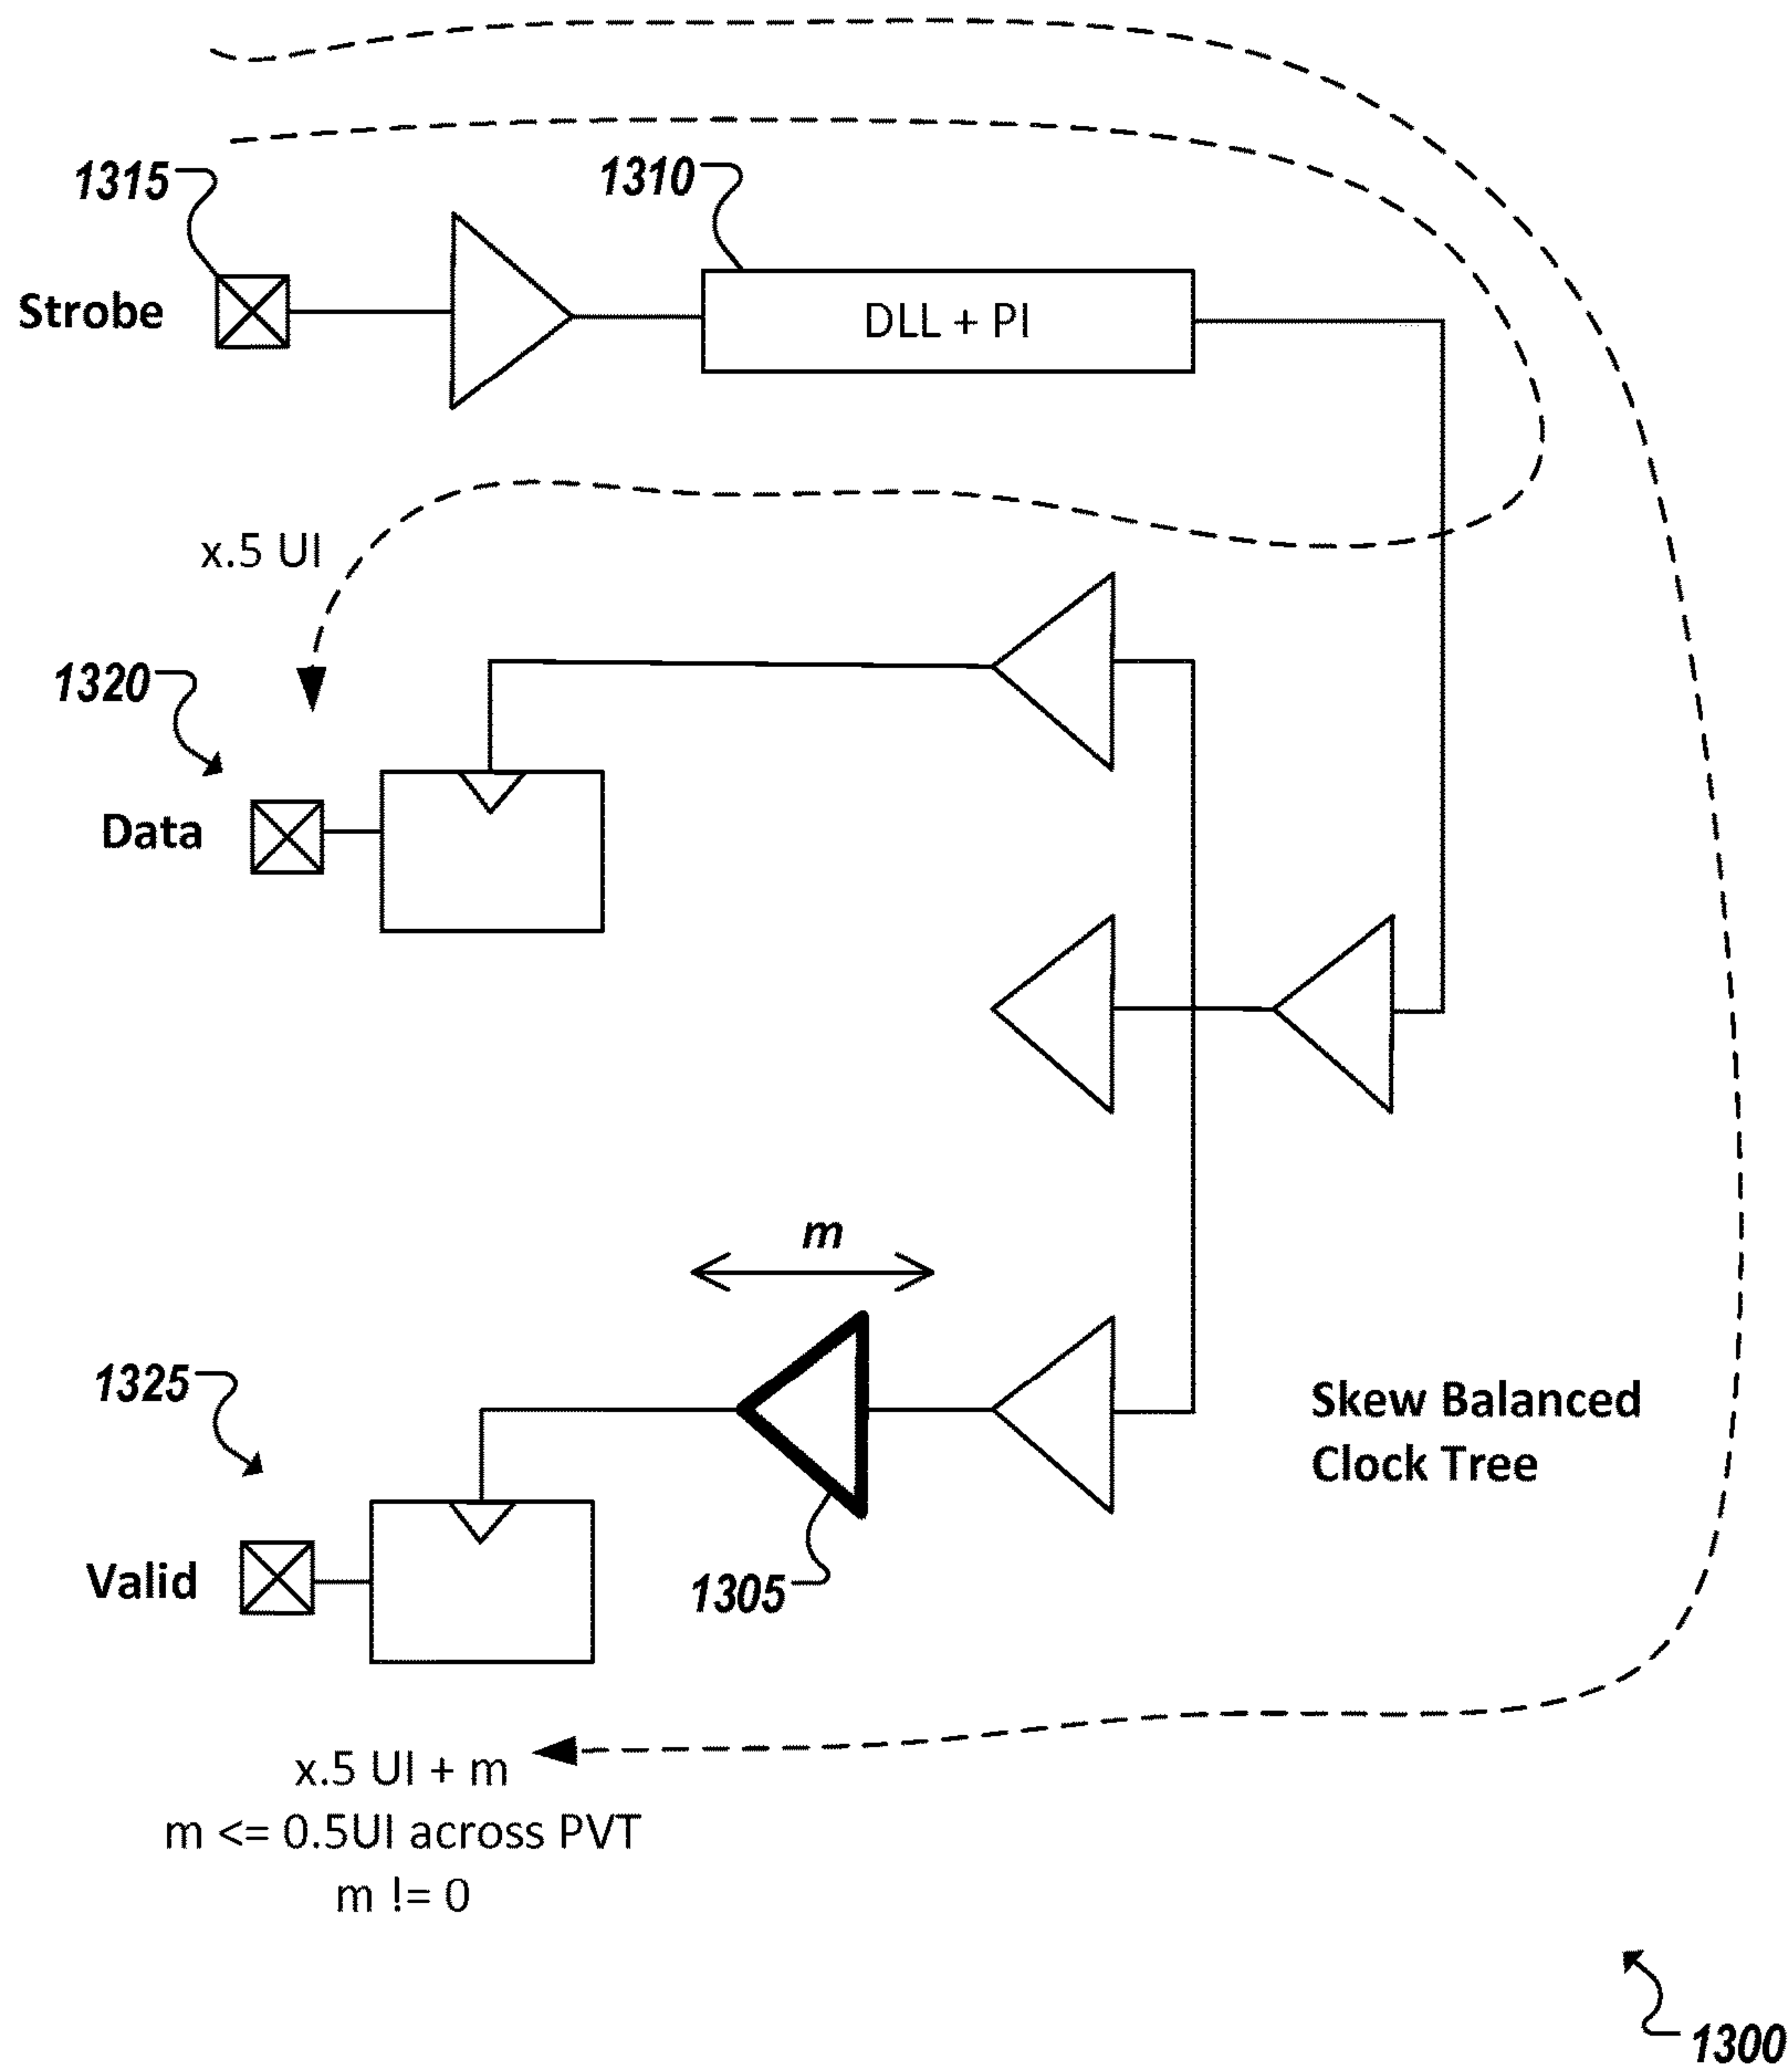 1315
1310
Strobe
DLL + PI
x.5 UI
1320
Data
m
1325
Skew Balanced
Clock Tree
Valid
1305
x.5 UI + m
m <= 0.5UI across PVT
m != 0
1300